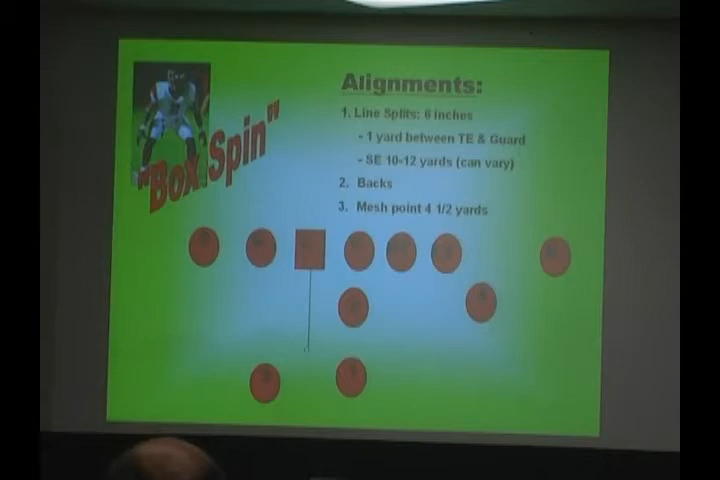 Alignments:
"Box Spin"
1. Line Splits: 6 inches
- 1 yard between TE & Guard
- SE 10-12 yards (can vary)
2. Backs
3. Mesh point 4 1/2 yards